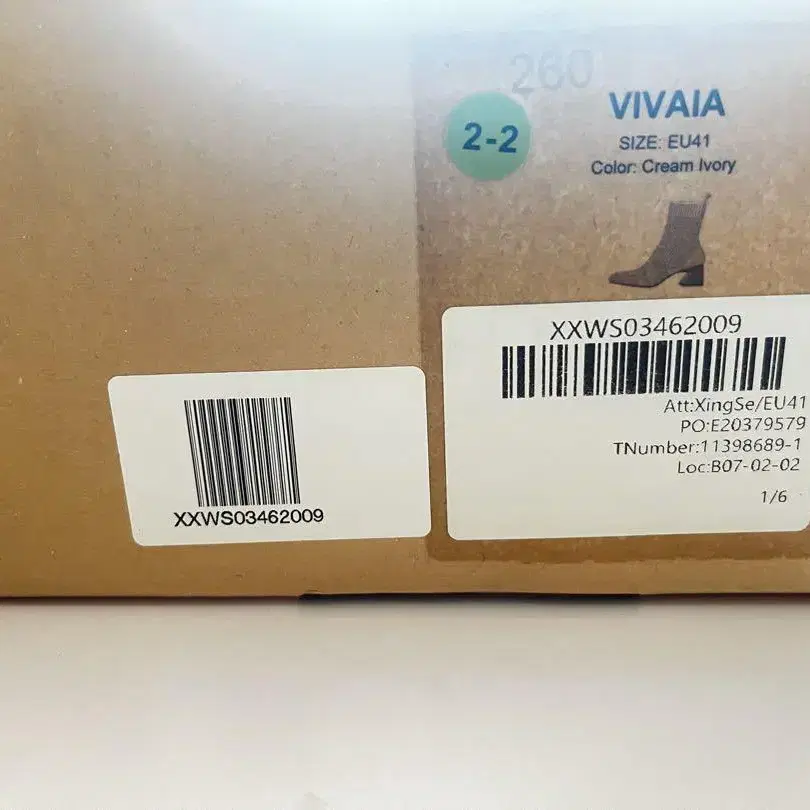 260
VIVAIA
2-2
SIZE: EU41
Color: Cream Ivory
XXWS03462009
Att:XingSe/EU41
PO:E20379579
TNumber:11398689-1
Loc:B07-02-02
1/6
XXWS03462009